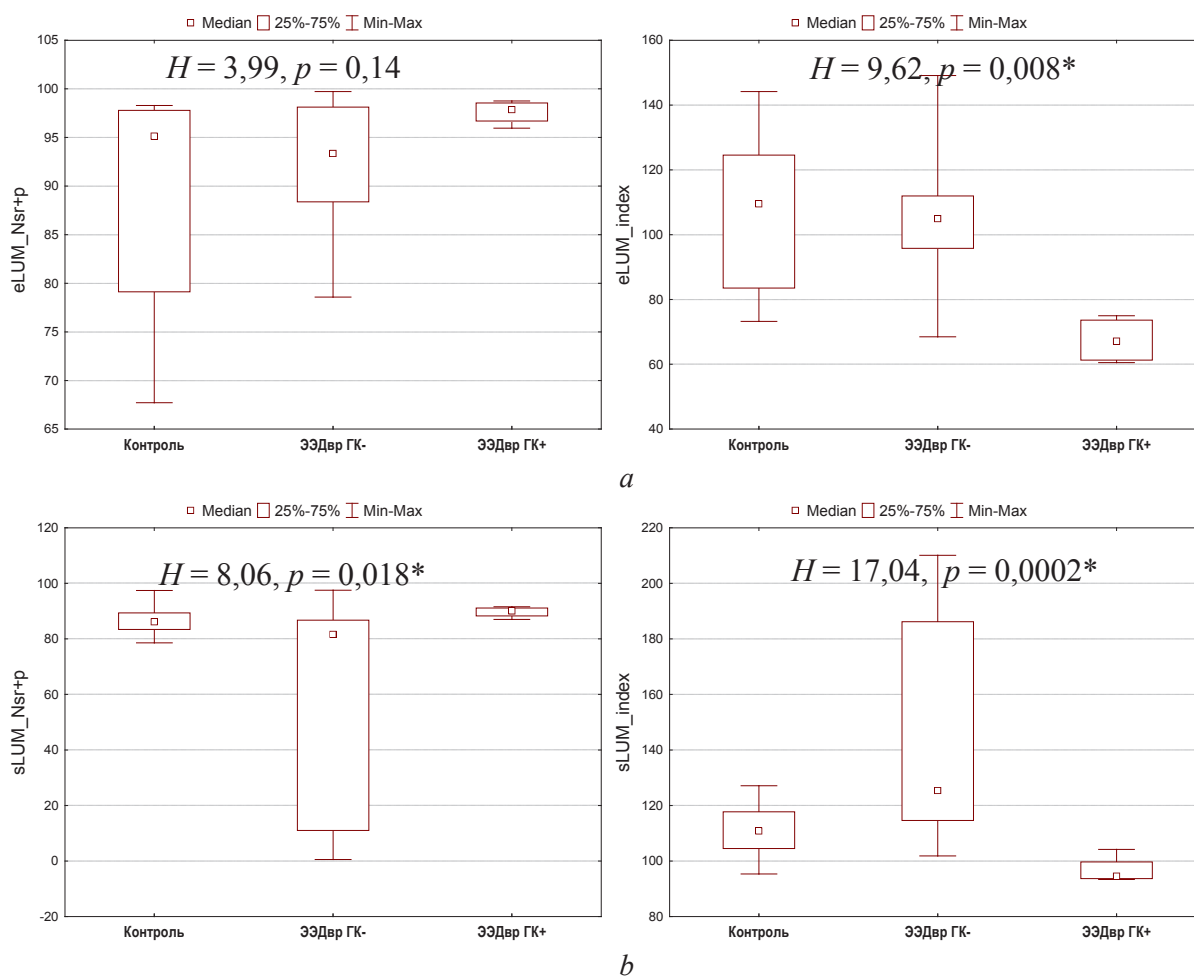 Median 25%-75% Min-Max
H = 3,99, p = 0,14
eLUM_Nsr+p
105
100
95
90
85
80
75
70
65
Контроль ЭЭДвр ГК- ЭЭДвр ГК+
Median 25%-75% Min-Max
H = 9,62, p = 0,008*
eLUM_index
160
140
120
100
80
60
40
Контроль ЭЭДвр ГК- ЭЭДвр ГК+
a
Median 25%-75% Min-Max
H = 8,06, p = 0,018*
sLUM_Nsr+p
120
100
80
60
40
20
0
-20
Контроль ЭЭДвр ГК- ЭЭДвр ГК+
Median 25%-75% Min-Max
H = 17,04, p = 0,0002*
sLUM_index
220
200
180
160
140
120
100
80
Контроль ЭЭДвр ГК- ЭЭДвр ГК+
b